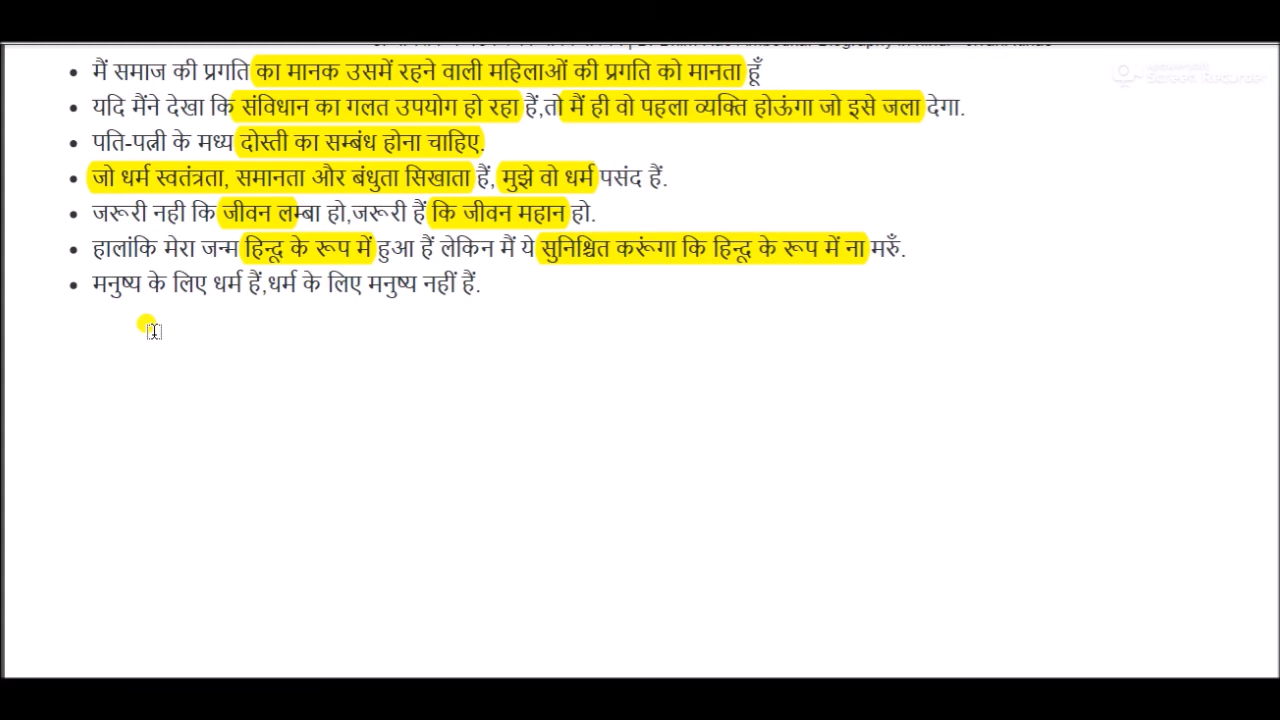 • मैं समाज की प्रगति का मानक उसमें रहने वाली महिलाओं की प्रगति को मानता हूँ
• यदि मैंने देखा कि संविधान का गलत उपयोग हो रहा हैं,तो मैं ही वो पहला व्यक्ति होऊंगा जो इसे जला देगा.
• पति-पत्नी के मध्य दोस्ती का सम्बंध होना चाहिए.
• जो धर्म स्वतंत्रता, समानता और बंधुता सिखाता हैं, मुझे वो धर्म पसंद हैं.
• जरूरी नही कि जीवन लम्बा हो,जरूरी हैं कि जीवन महान हो.
• हालांकि मेरा जन्म हिन्दू के रूप में हुआ हैं लेकिन मैं ये सुनिश्चित करूंगा कि हिन्दू के रूप में ना मरुँ.
• मनुष्य के लिए धर्म हैं,धर्म के लिए मनुष्य नहीं हैं.
Screen Recorder